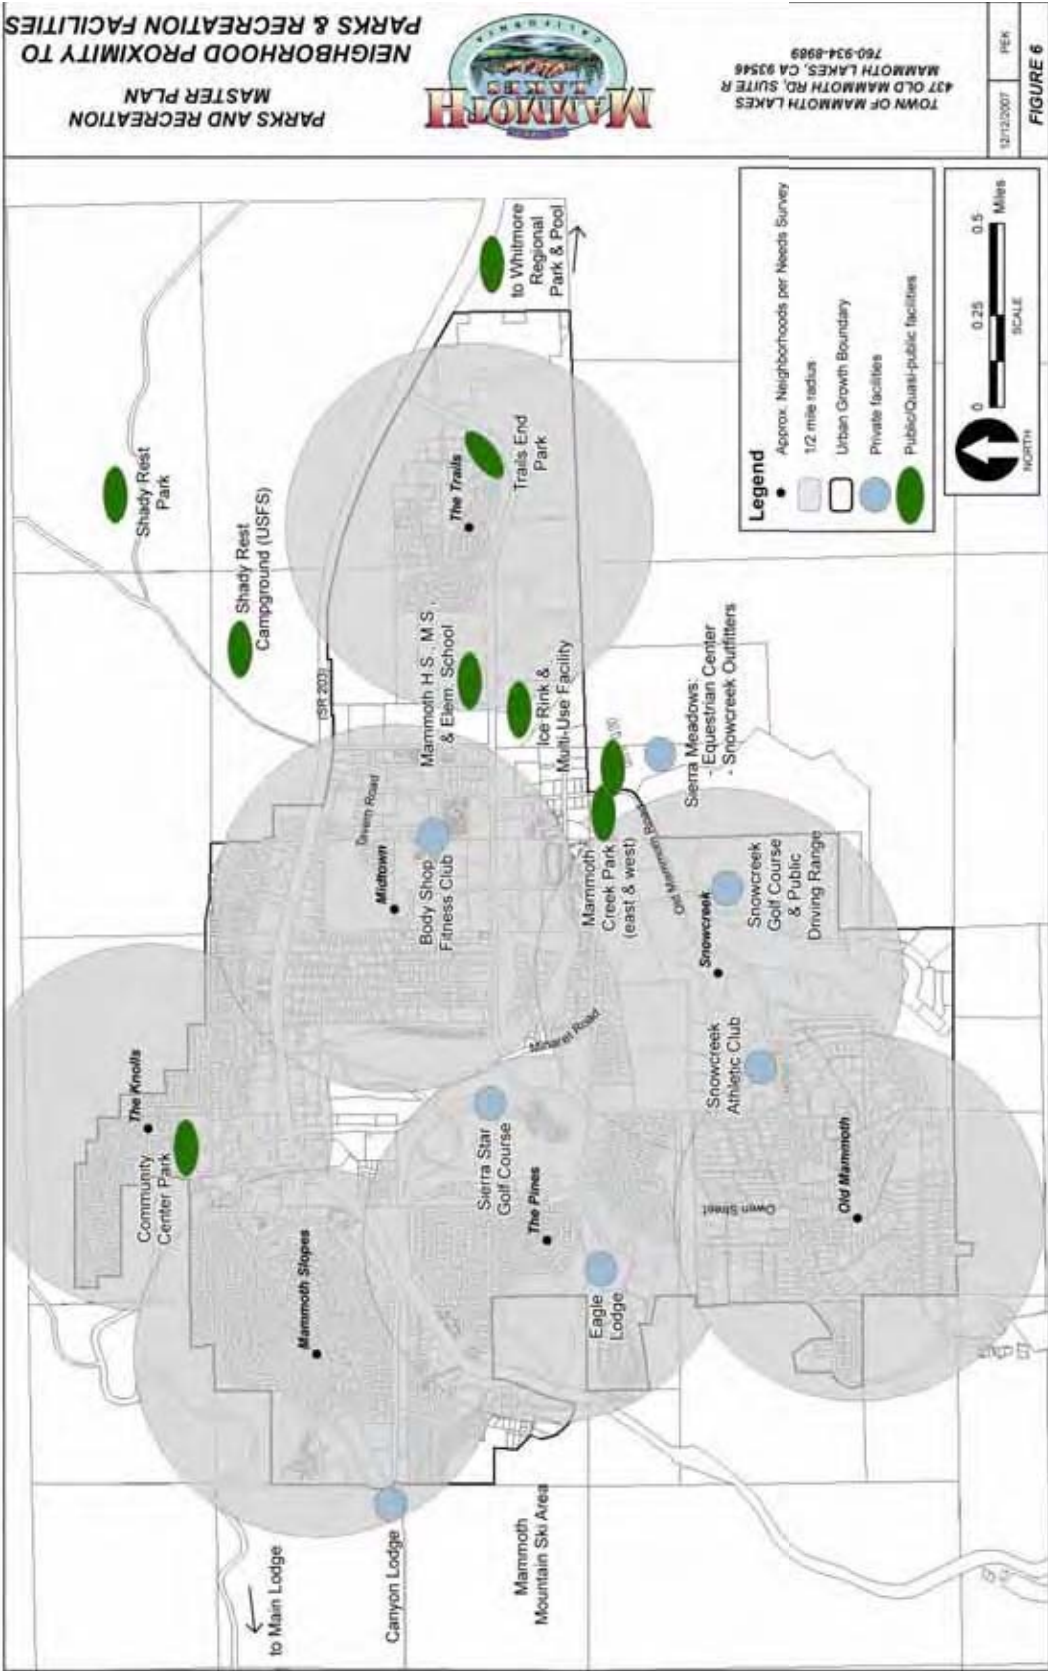 PARKS AND RECREATION
MASTER PLAN
NEIGHBORHOOD PROXIMITY TO
PARKS & RECREATION FACILITIES
MAMMOTH
LAKES
CALIFORNIA
TOWN OF MAMMOTH LAKES
437 OLD MAMMOTH RD, SUITE R
MAMMOTH LAKES, CA 93546
760-934-8989
12/12/2007
PEK
FIGURE 6
to Main Lodge
Canyon Lodge
Mammoth
Mountain Ski Area
Mammoth Slopes
Community
Center Park
The Knolls
Sierra Star
Golf Course
The Pines
Eagle
Lodge
Owen Street
Old Mammoth
Snowcreek
Athletic Club
Minaret Road
Snowcreek
Snowcreek
Golf Course
& Public
Driving Range
Midtown
Body Shop
Fitness Club
Mammoth
Creek Park
(east & west)
Old Mammoth Road
Sierra Meadows:
- Equestrian Center
- Snowcreek Outfitters
(SR 203)
Mammoth H.S., M.S.,
& Elem. School
Ice Rink &
Multi-Use Facility
Shady Rest
Campground (USFS)
Shady Rest
Park
The Trails
Trails End
Park
to Whitmore
Regional
Park & Pool
Legend
Approx. Neighborhoods per Needs Survey
1/2 mile radius
Urban Growth Boundary
Private facilities
Public/Quasi-public facilities
NORTH
0 0.25 0.5
Miles
SCALE